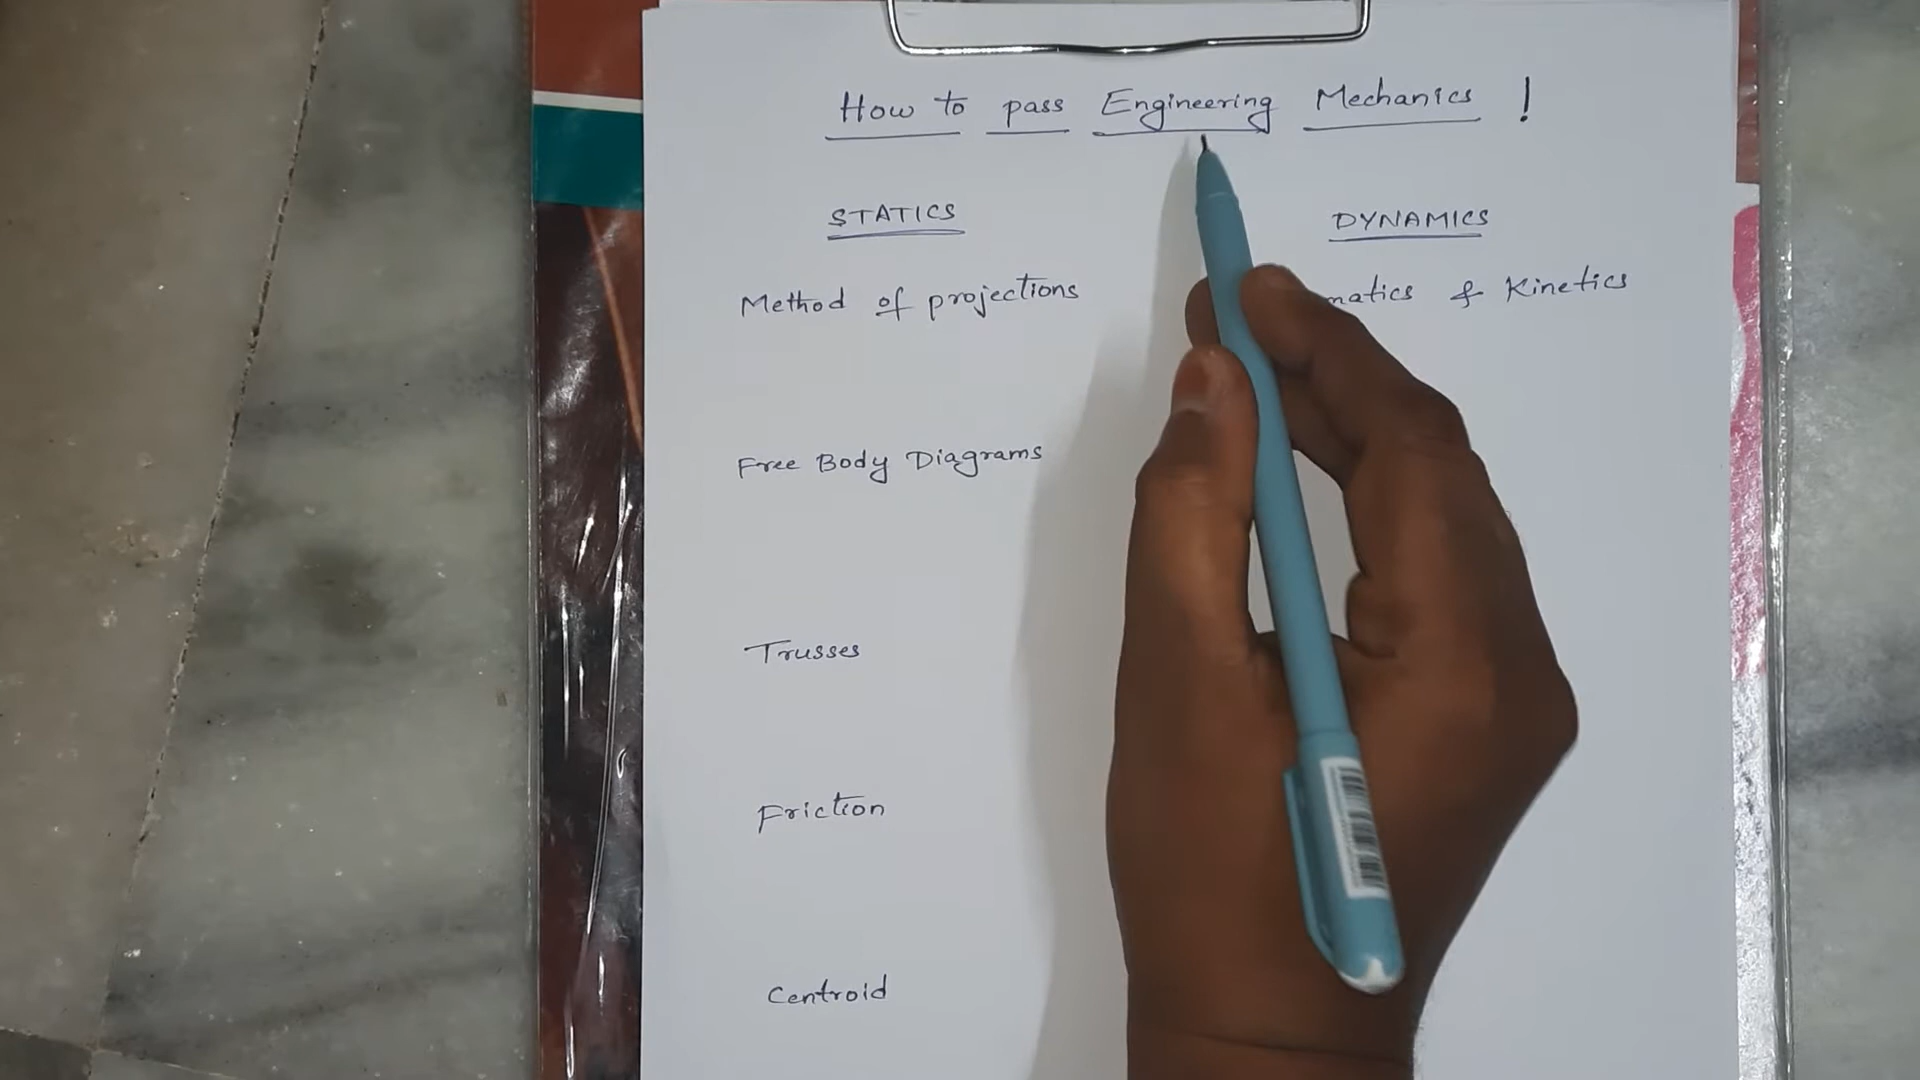 How to pass Engineering Mechanics !
STATICS
Method of projections
Free Body Diagrams
Trusses
Friction
Centroid
DYNAMICS
matics & Kinetics